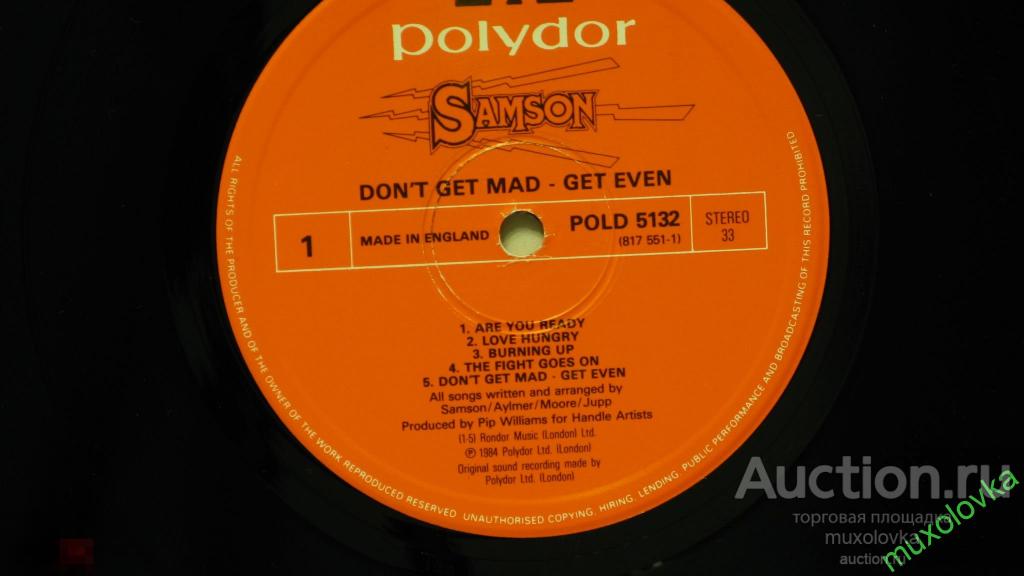 polydor
SAMSON
DON'T GET MAD - GET EVEN
1
MADE IN ENGLAND
POLD 5132
(817 551-1)
STEREO
33
1. ARE YOU READY
2. LOVE HUNGRY
3. BURNING UP
4. THE FIGHT GOES ON
5. DON'T GET MAD - GET EVEN
All songs written and arranged by
Samson/Aylmer/Moore/Jupp
Produced by Pip Williams for Handle Artists
(1-5) Rondor Music (London) Ltd.
Ⓟ 1984 Polydor Ltd. (London)
Original sound recording made by
Polydor Ltd. (London)
ALL RIGHTS OF THE PRODUCER AND OF THE OWNER OF THE WORK REPRODUCED RESERVED. UNAUTHORISED COPYING, HIRING, LENDING, PUBLIC PERFORMANCE AND BROADCASTING OF THIS RECORD PROHIBITED
Auction.ru
торговая площадка
muxolovka
auction.ru
muxolovka